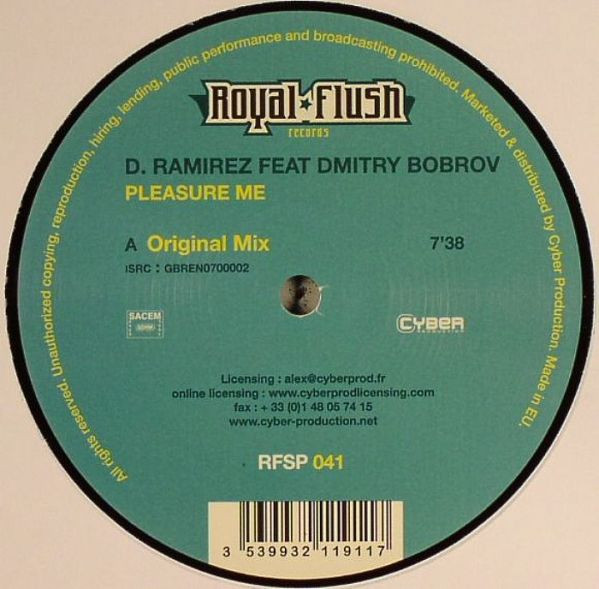 All rights reserved. Unauthorized copying, reproduction, hiring, lending, public performance and broadcasting prohibited. Marketed & distributed by Cyber Production. Made in EU.
Royal Flush
records
D. RAMIREZ FEAT DMITRY BOBROV
PLEASURE ME
A Original Mix 7'38
ISRC : GBREN0700002
SACEM
CYBER
Licensing : alex@cyberprod.fr
online licensing : www.cyberprodlicensing.com
fax : + 33 (0)1 48 05 74 15
www.cyber-production.net
RFSP 041
3 539932 119117